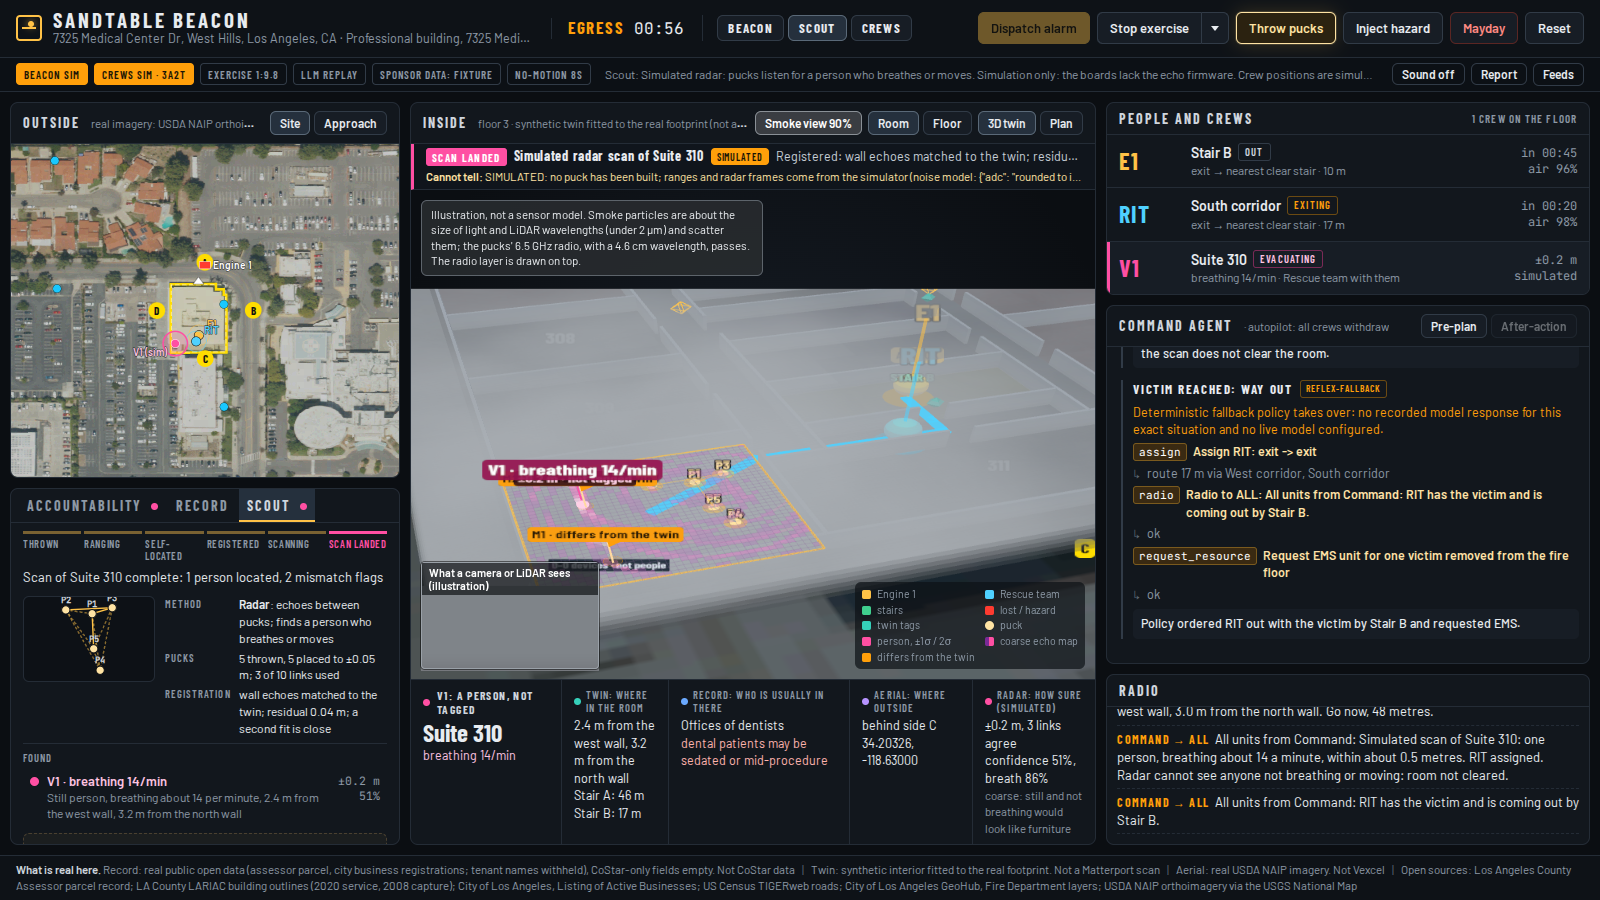 SANDTABLE BEACON
7325 Medical Center Dr, West Hills, Los Angeles, CA · Professional building, 7325 Medi...
EGRESS 00:56
BEACON SCOUT CREWS
Dispatch alarm Stop exercise Throw pucks Inject hazard Mayday Reset
BEACON SIM CREWS SIM · 3A2T EXERCISE 1:9.8 LLM REPLAY SPONSOR DATA: FIXTURE NO-MOTION 8S
Scout: Simulated radar: pucks listen for a person who breathes or moves. Simulation only: the boards lack the echo firmware. Crew positions are simul...
Sound off Report Feeds
OUTSIDE real imagery: USDA NAIP orthoi... Site Approach
Engine 1
D
B
RIT
V1(sim)
C
ACCOUNTABILITY RECORD SCOUT
THROWN RANGING SELF-LOCATED REGISTERED SCANNING SCAN LANDED
Scan of Suite 310 complete: 1 person located, 2 mismatch flags
P2 P1 P3
P5
P4
METHOD Radar: echoes between
pucks; finds a person who
breathes or moves
PUCKS 5 thrown, 5 placed to ±0.05
m; 3 of 10 links used
REGISTRATION wall echoes matched to the
twin; residual 0.04 m; a
second fit is close
FOUND
V1 · breathing 14/min ±0.2 m
Still person, breathing about 14 per minute, 2.4 m from 51%
the west wall, 3.2 m from the north wall
INSIDE floor 3 · synthetic twin fitted to the real footprint (not a... Smoke view 90% Room Floor 3D twin Plan
SCAN LANDED Simulated radar scan of Suite 310 SIMULATED Registered: wall echoes matched to the twin; residu...
Cannot tell: SIMULATED: no puck has been built; ranges and radar frames come from the simulator (noise model: {"adc": "rounded to i...
Illustration, not a sensor model. Smoke particles are about the
size of light and LiDAR wavelengths (under 2 µm) and scatter
them; the pucks' 6.5 GHz radio, with a 4.6 cm wavelength, passes.
The radio layer is drawn on top.
308
E1
RIT
STAIR B
311
V1 · breathing 14/min
P1 P3
P5
P4
M1 · differs from the twin
C
What a camera or LiDAR sees
(illustration)
Engine 1 Rescue team
stairs lost / hazard
twin tags puck
person, ±1σ / 2σ coarse echo map
differs from the twin
V1: A PERSON, NOT
TAGGED
Suite 310
breathing 14/min
TWIN: WHERE
IN THE ROOM
2.4 m from the
west wall, 3.2
m from the
north wall
Stair A: 46 m
Stair B: 17 m
RECORD: WHO IS USUALLY IN
THERE
Offices of dentists
dental patients may be
sedated or mid-procedure
AERIAL: WHERE
OUTSIDE
behind side C
34.20326,
-118.63000
RADAR: HOW SURE
(SIMULATED)
±0.2 m, 3 links
agree
confidence 51%,
breath 86%
coarse: still and not
breathing would
look like furniture
PEOPLE AND CREWS 1 CREW ON THE FLOOR
E1 Stair B OUT in 00:45
exit → nearest clear stair · 10 m air 96%
RIT South corridor EXITING in 00:20
exit → nearest clear stair · 17 m air 98%
V1 Suite 310 EVACUATING ±0.2 m
breathing 14/min · Rescue team with them simulated
COMMAND AGENT · autopilot: all crews withdraw Pre-plan After-action
the scan does not clear the room.
VICTIM REACHED: WAY OUT REFLEX-FALLBACK
Deterministic fallback policy takes over: no recorded model response for this
exact situation and no live model configured.
assign Assign RIT: exit -> exit
↳ route 17 m via West corridor, South corridor
radio Radio to ALL: All units from Command: RIT has the victim and is
coming out by Stair B.
↳ ok
request_resource Request EMS unit for one victim removed from the fire
floor
↳ ok
Policy ordered RIT out with the victim by Stair B and requested EMS.
RADIO
west wall, 3.0 m from the north wall. Go now, 48 metres.
COMMAND → ALL All units from Command: Simulated scan of Suite 310: one
person, breathing about 14 a minute, within about 0.5 metres. RIT assigned.
Radar cannot see anyone not breathing or moving: room not cleared.
COMMAND → ALL All units from Command: RIT has the victim and is coming out by
Stair B.
What is real here. Record: real public open data (assessor parcel, city business registrations; tenant names withheld), CoStar-only fields empty. Not CoStar data | Twin: synthetic interior fitted to the real footprint. Not a Matterport scan | Aerial: real USDA NAIP imagery. Not Vexcel | Open sources: Los Angeles County
Assessor parcel record; LA County LARIAC building outlines (2020 service, 2008 capture); City of Los Angeles, Listing of Active Businesses; US Census TIGERweb roads; City of Los Angeles GeoHub, Fire Department layers; USDA NAIP orthoimagery via the USGS National Map